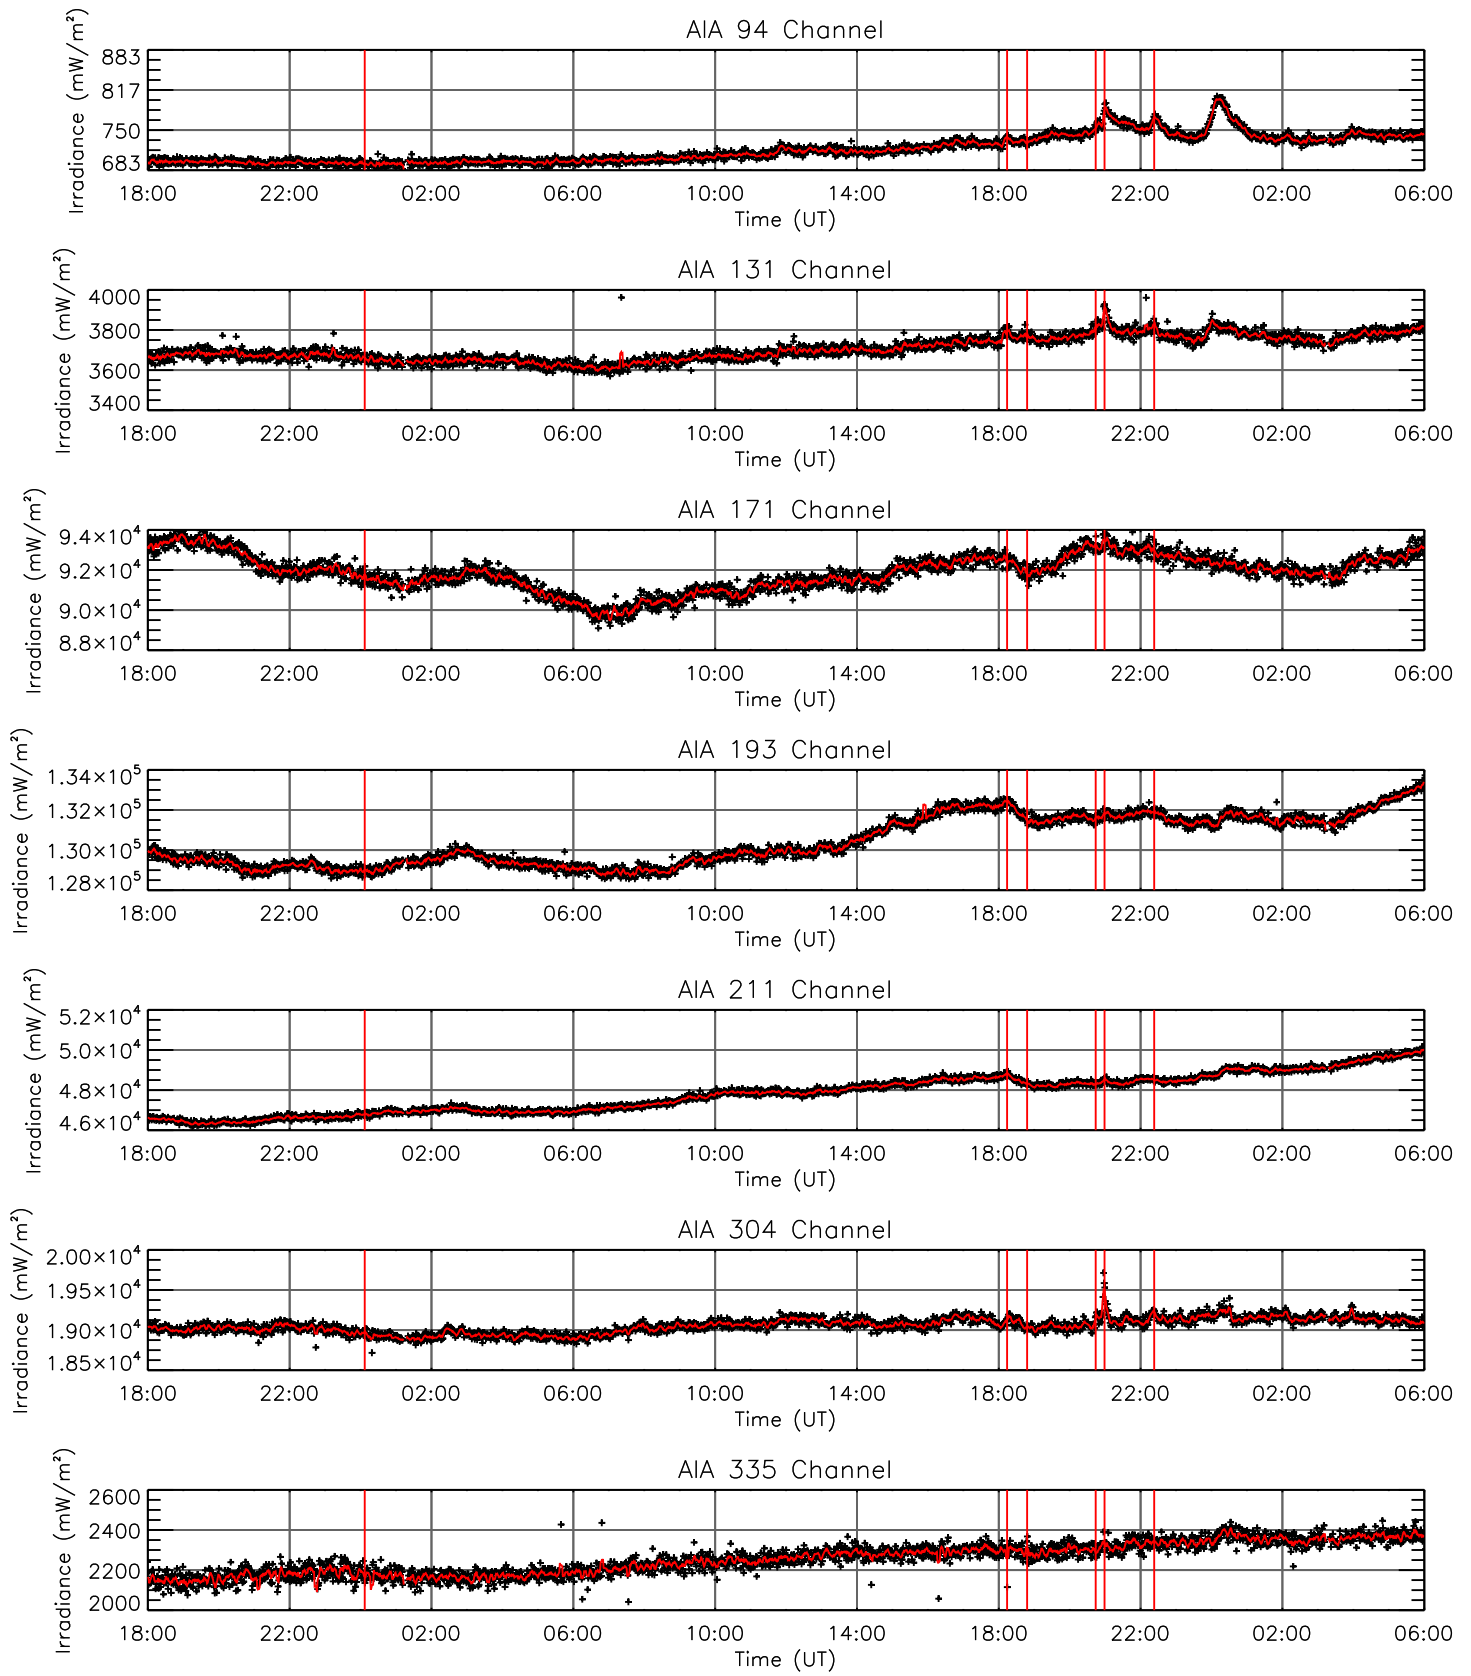 AIA 94 Channel
Irradiance (mW/m²)
883
817
750
683
18:00 22:00 02:00 06:00 10:00 14:00 18:00 22:00 02:00 06:00
Time (UT)
AIA 131 Channel
Irradiance (mW/m²)
4000
3800
3600
3400
18:00 22:00 02:00 06:00 10:00 14:00 18:00 22:00 02:00 06:00
Time (UT)
AIA 171 Channel
Irradiance (mW/m²)
9.4×10⁴
9.2×10⁴
9.0×10⁴
8.8×10⁴
18:00 22:00 02:00 06:00 10:00 14:00 18:00 22:00 02:00 06:00
Time (UT)
AIA 193 Channel
Irradiance (mW/m²)
1.34×10⁵
1.32×10⁵
1.30×10⁵
1.28×10⁵
18:00 22:00 02:00 06:00 10:00 14:00 18:00 22:00 02:00 06:00
Time (UT)
AIA 211 Channel
Irradiance (mW/m²)
5.2×10⁴
5.0×10⁴
4.8×10⁴
4.6×10⁴
18:00 22:00 02:00 06:00 10:00 14:00 18:00 22:00 02:00 06:00
Time (UT)
AIA 304 Channel
Irradiance (mW/m²)
2.00×10⁴
1.95×10⁴
1.90×10⁴
1.85×10⁴
18:00 22:00 02:00 06:00 10:00 14:00 18:00 22:00 02:00 06:00
Time (UT)
AIA 335 Channel
Irradiance (mW/m²)
2600
2400
2200
2000
18:00 22:00 02:00 06:00 10:00 14:00 18:00 22:00 02:00 06:00
Time (UT)